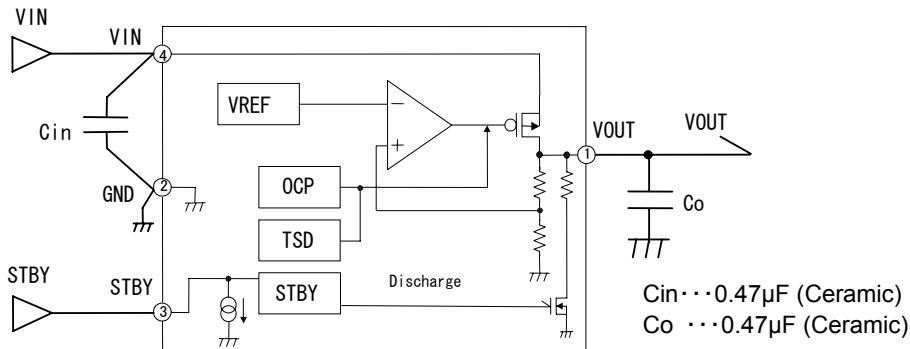 VIN
VIN
4
VREF
−
+
Cin
VOUT
1
VOUT
GND
2
OCP
Co
TSD
STBY
STBY
3
STBY
Discharge
Cin･･･0.47µF (Ceramic)
Co ･･･0.47µF (Ceramic)